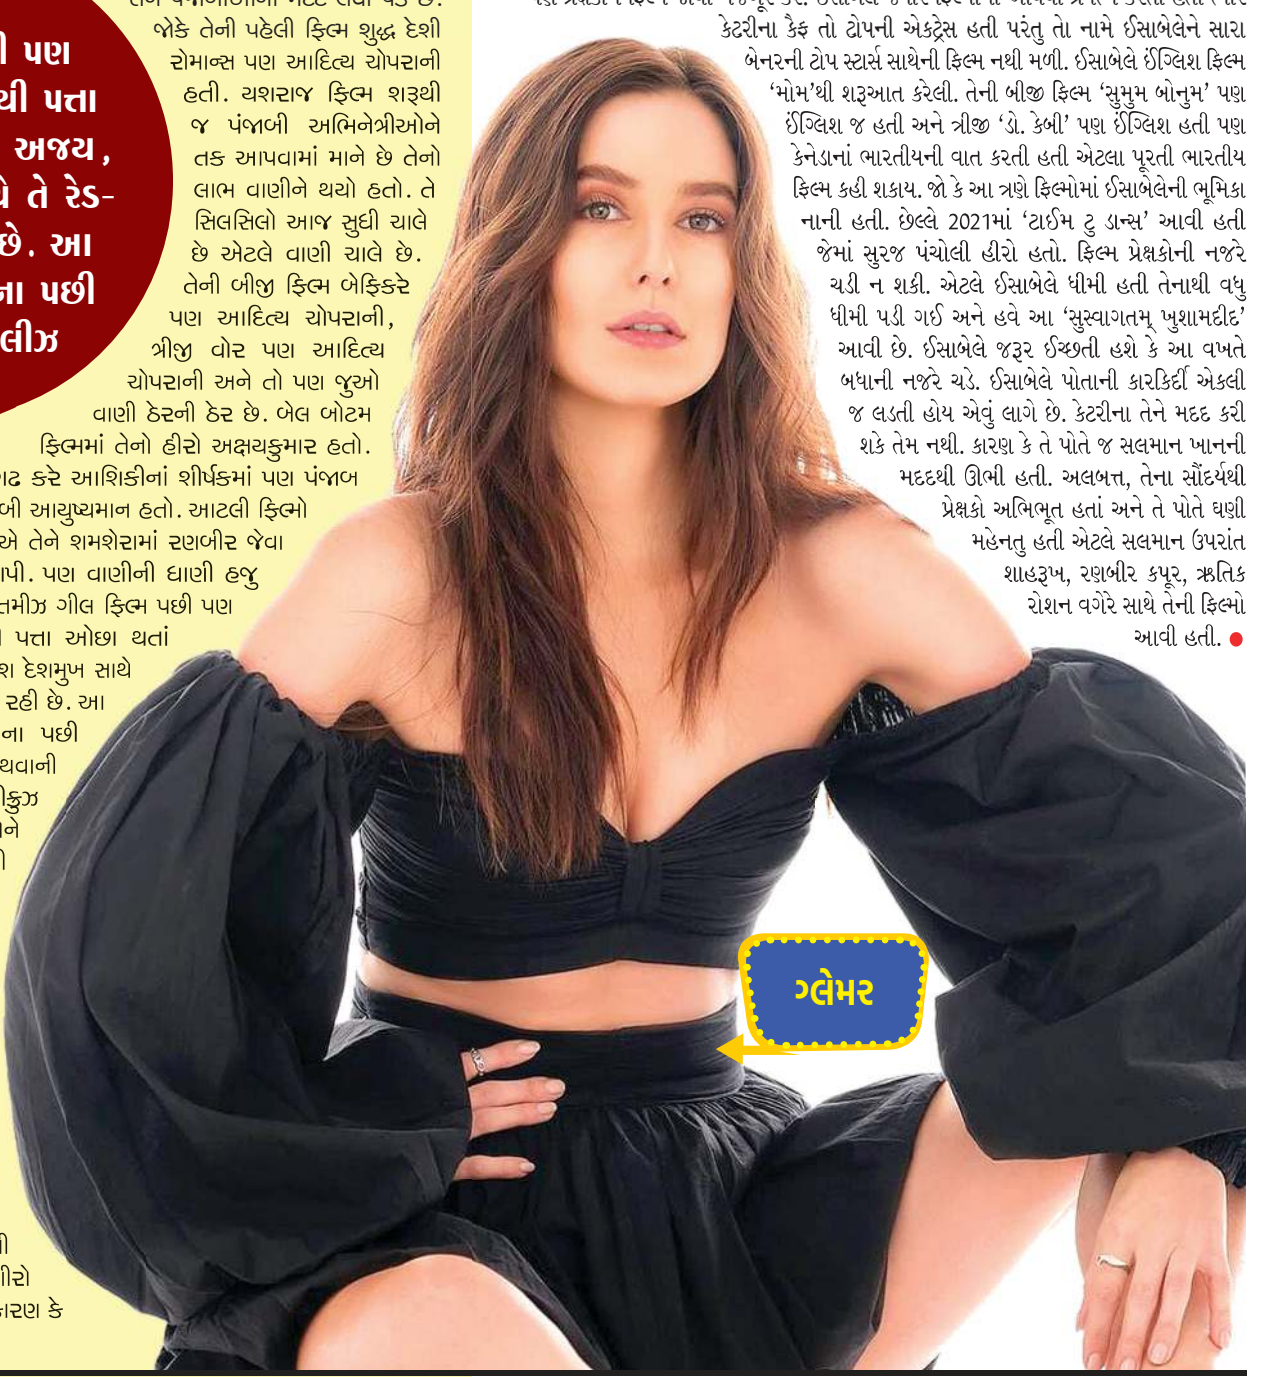 ી પણ
થી પત્તા
અજય,
થે તે રેડ-
છે. આ
ના પછી
લીઝ
જોકે તેની પહેલી ફિલ્મ શુદ્ધ દેશી
રોમાન્સ પણ આદિત્ય ચોપરાની
હતી. યશરાજ ફિલ્મ શરૂથી
જ પંજાબી અભિનેત્રીઓને
તક આપવામાં માને છે તેનો
લાભ વાણીને થયો હતો. તે
સિલસિલો આજ સુધી ચાલે
છે એટલે વાણી ચાલે છે.
તેની બીજી ફિલ્મ બેફિકરે
પણ આદિત્ય ચોપરાની,
ત્રીજી વોર પણ આદિત્ય
ચોપરાની અને તો પણ જુઓ
વાણી ઠેરની ઠેર છે. બેલ બોટમ
ફિલ્મમાં તેનો હીરો અક્ષયકુમાર હતો.
ગઢ કરે આશિકીનાં શીર્ષકમાં પણ પંજાબ
બી આયુષ્યમાન હતો. આટલી ફિલ્મો
એ તેને શમશેરામાં રણબીર જેવા
પી. પણ વાણીની ઘાણી હજુ
તમીઝ ગીલ ફિલ્મ પછી પણ
પત્તા ઓછા થતાં
શ દેશમુખ સાથે
રહી છે. આ
ના પછી
થવાની
ીક્રુઝ
ને
ી
ી
ીરો
કારણ કે
કેટરીના કૈફ તો ટોપની એક્ટ્રેસ હતી પરંતુ તેા નામે ઈસાબેલેને સારા
બેનરની ટોપ સ્ટાર્સ સાથેની ફિલ્મ નથી મળી. ઈસાબેલે ઈંગ્લિશ ફિલ્મ
‘મોમ’થી શરૂઆત કરેલી. તેની બીજી ફિલ્મ ‘સુમુમ બોનુમ’ પણ
ઈંગ્લિશ જ હતી અને ત્રીજી ‘ડો. કેબી’ પણ ઈંગ્લિશ હતી પણ
કેનેડાનાં ભારતીયની વાત કરતી હતી એટલા પૂરતી ભારતીય
ફિલ્મ કહી શકાય. જો કે આ ત્રણે ફિલ્મોમાં ઈસાબેલેની ભૂમિકા
નાની હતી. છેલ્લે 2021માં ‘ટાઈમ ટુ ડાન્સ’ આવી હતી
જેમાં સુરજ પંચોલી હીરો હતો. ફિલ્મ પ્રેક્ષકોની નજરે
ચડી ન શકી. એટલે ઈસાબેલે ધીમી હતી તેનાથી વધુ
ધીમી પડી ગઈ અને હવે આ ‘સુસ્વાગતમ્ ખુશામદીદ’
આવી છે. ઈસાબેલે જરૂર ઈચ્છતી હશે કે આ વખતે
બધાની નજરે ચડે. ઈસાબેલે પોતાની કારકિર્દી એકલી
જ લડતી હોય એવું લાગે છે. કેટરીના તેને મદદ કરી
શકે તેમ નથી. કારણ કે તે પોતે જ સલમાન ખાનની
મદદથી ઊભી હતી. અલબત્ત, તેના સૌંદર્યથી
પ્રેક્ષકો અભિભૂત હતાં અને તે પોતે ઘણી
મહેનતુ હતી એટલે સલમાન ઉપરાંત
શાહરૂખ, રણબીર કપૂર, ઋતિક
રોશન વગેરે સાથે તેની ફિલ્મો
આવી હતી.
ગ્લેમર